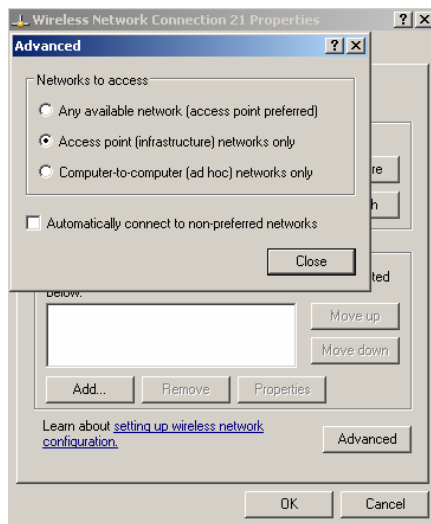 Wireless Network Connection 21 Properties
Advanced
Networks to access
Any available network (access point preferred)
Access point (infrastructure) networks only
Computer-to-computer (ad hoc) networks only
Automatically connect to non-preferred networks
Close
below:
Move up
Move down
Add...
Remove
Properties
Learn about setting up wireless network
configuration.
Advanced
OK
Cancel